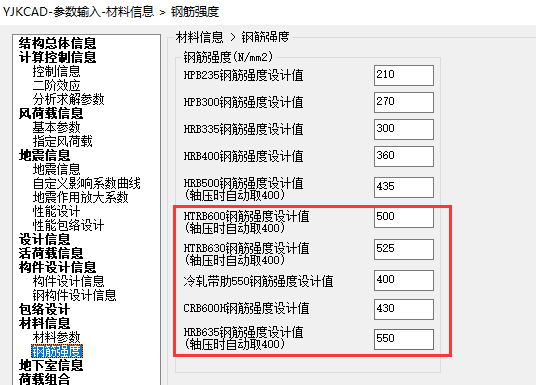 YJKCAD-参数输入-材料信息 > 钢筋强度
结构总体信息
计算控制信息
控制信息
二阶效应
分析求解参数
风荷载信息
基本参数
指定风荷载
地震信息
地震信息
自定义影响系数曲线
地震作用放大系数
性能设计
性能包络设计
设计信息
活荷载信息
构件设计信息
构件设计信息
钢构件设计信息
包络设计
材料信息
材料参数
钢筋强度
地下室信息
荷载组合
材料信息 > 钢筋强度
钢筋强度(N/mm2)
HPB235钢筋强度设计值 210
HPB300钢筋强度设计值 270
HRB335钢筋强度设计值 300
HRB400钢筋强度设计值 360
HRB500钢筋强度设计值 435
(轴压时自动取400)
HTRB600钢筋强度设计值 500
(轴压时自动取400)
HTRB630钢筋强度设计值 525
(轴压时自动取400)
冷轧带肋550钢筋强度设计值 400
CRB600H钢筋强度设计值 430
HRB635钢筋强度设计值 550
(轴压时自动取400)